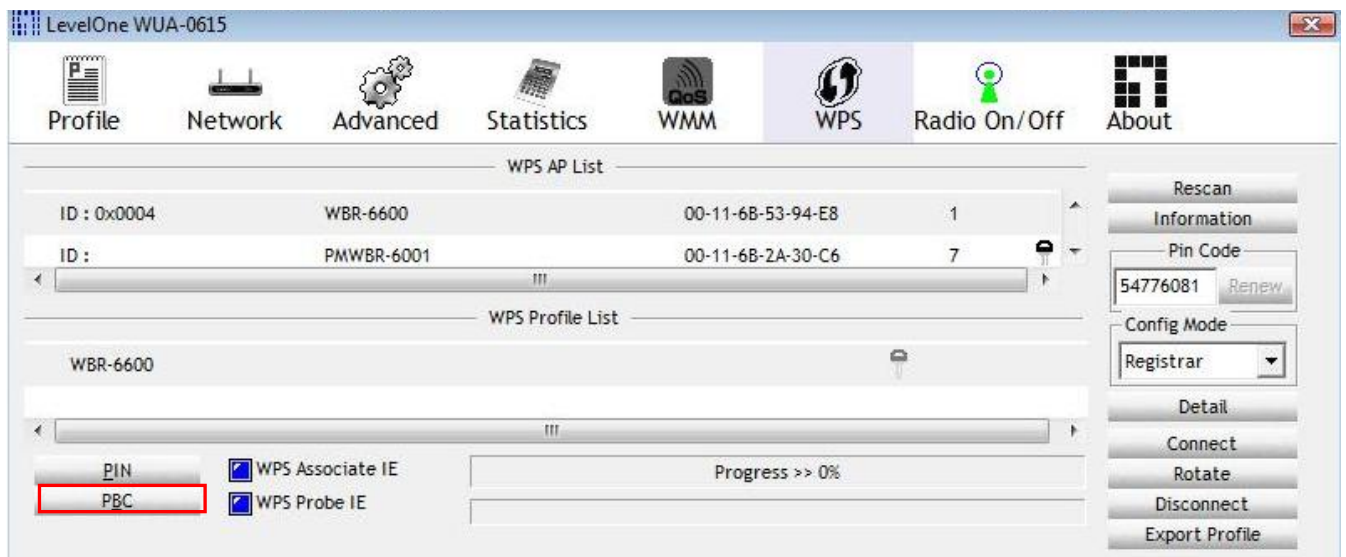 LevelOne WUA-0615
Profile Network Advanced Statistics WMM WPS Radio On/Off About
QoS
WPS AP List
ID : 0x0004 WBR-6600 00-11-6B-53-94-E8 1
ID : PMWBR-6001 00-11-6B-2A-30-C6 7
WPS Profile List
WBR-6600
PIN
PBC
WPS Associate IE
WPS Probe IE
Progress >> 0%
Rescan
Information
Pin Code
54776081 Renew
Config Mode
Registrar
Detail
Connect
Rotate
Disconnect
Export Profile